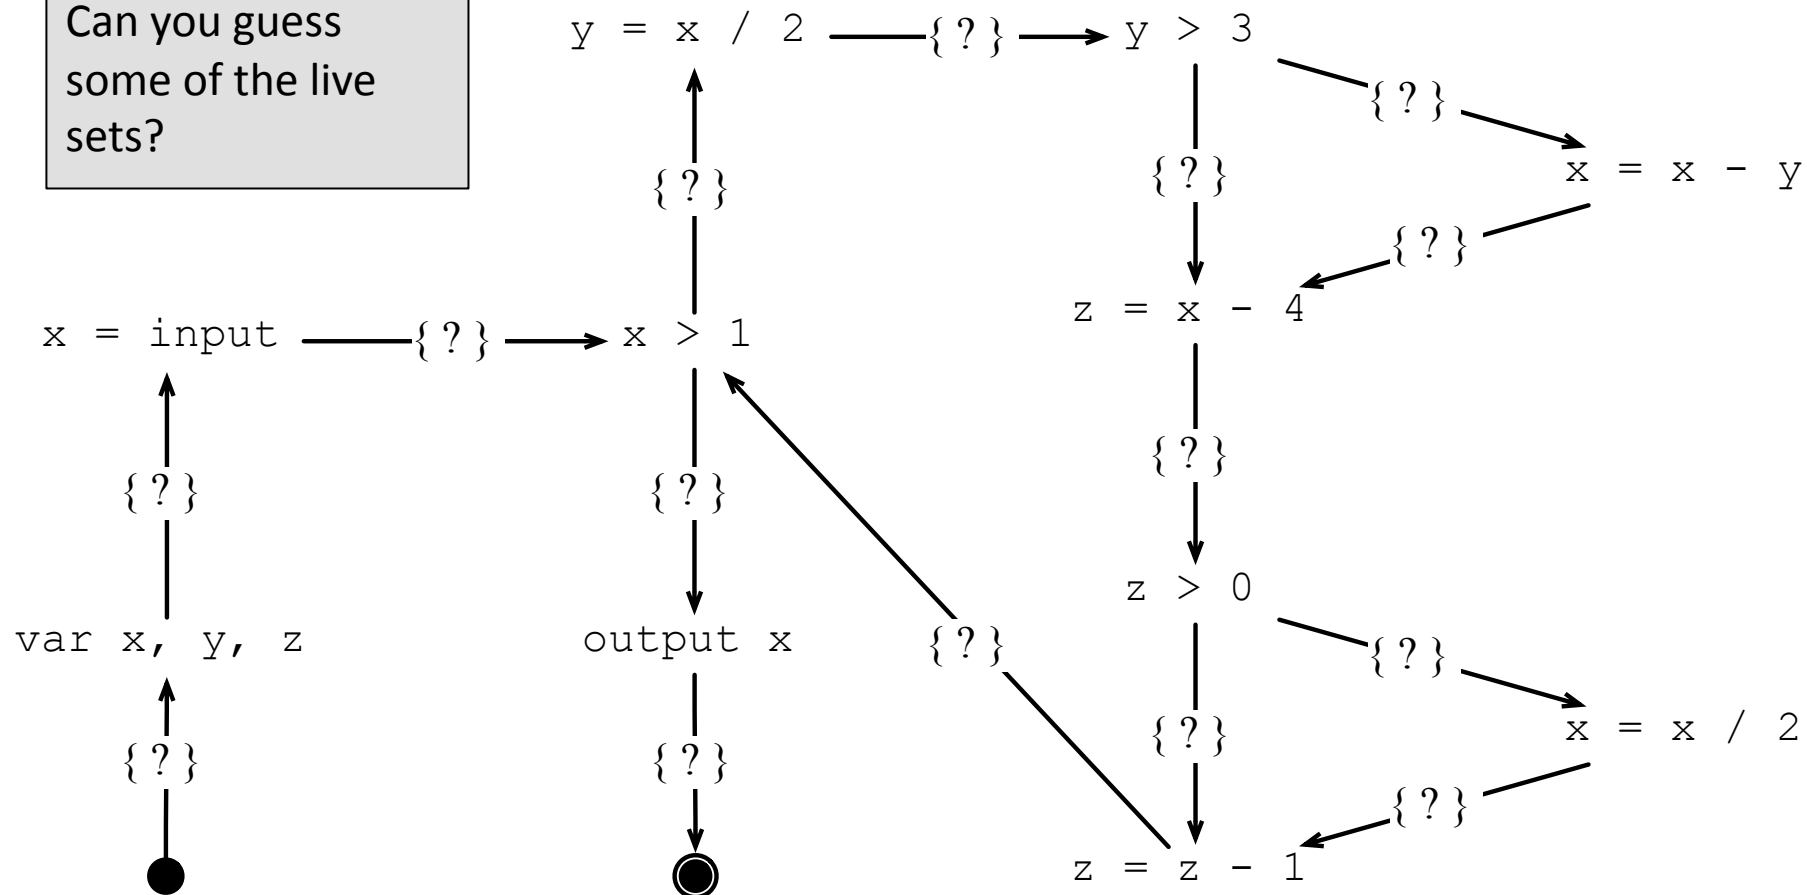 Can you guess
some of the live
sets?
y = x / 2
{ ? }
y > 3
{ ? }
{ ? }
{ ? }
x = x - y
{ ? }
z = x - 4
x = input
{ ? }
x > 1
{ ? }
{ ? }
{ ? }
z > 0
var x, y, z
output x
{ ? }
{ ? }
{ ? }
x = x / 2
{ ? }
{ ? }
{ ? }
z = z - 1